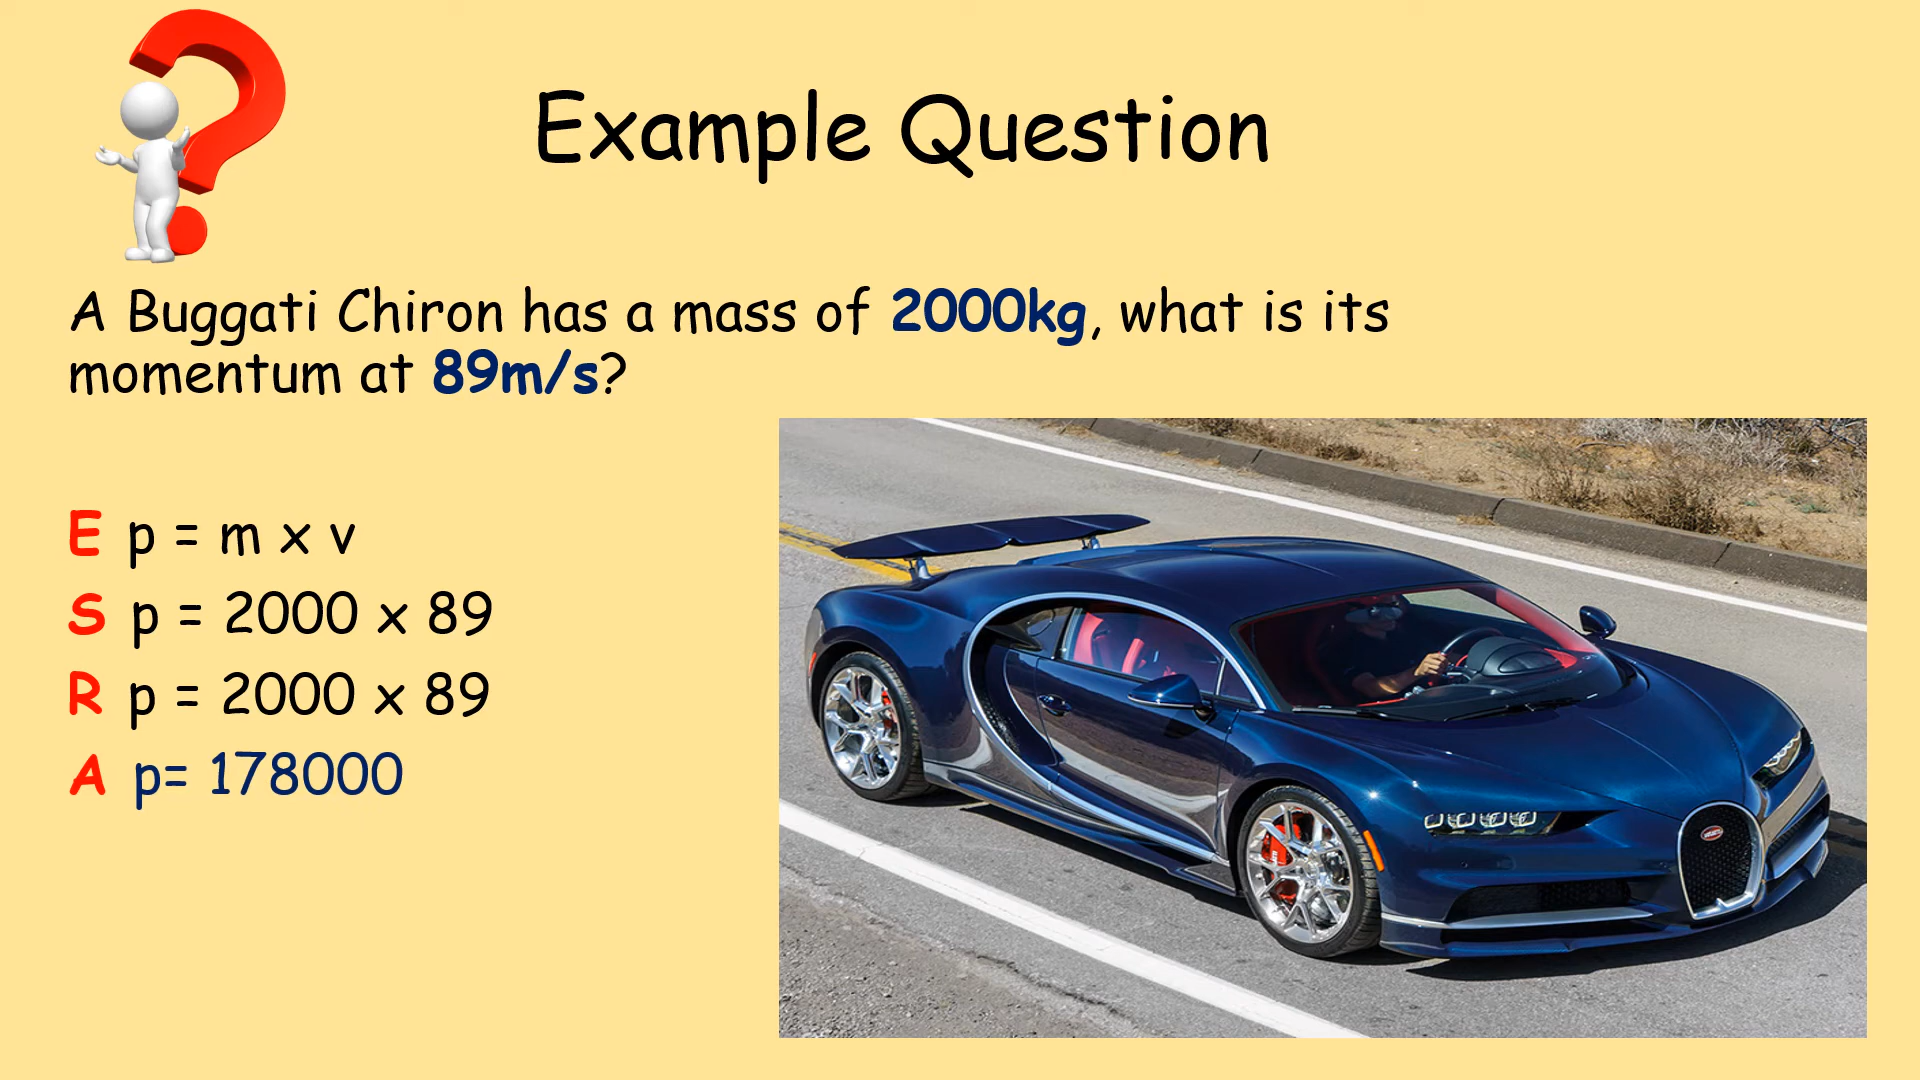 Example Question
A Buggati Chiron has a mass of 2000kg, what is its
momentum at 89m/s?
E p = m x v
S p = 2000 x 89
R p = 2000 x 89
A p= 178000